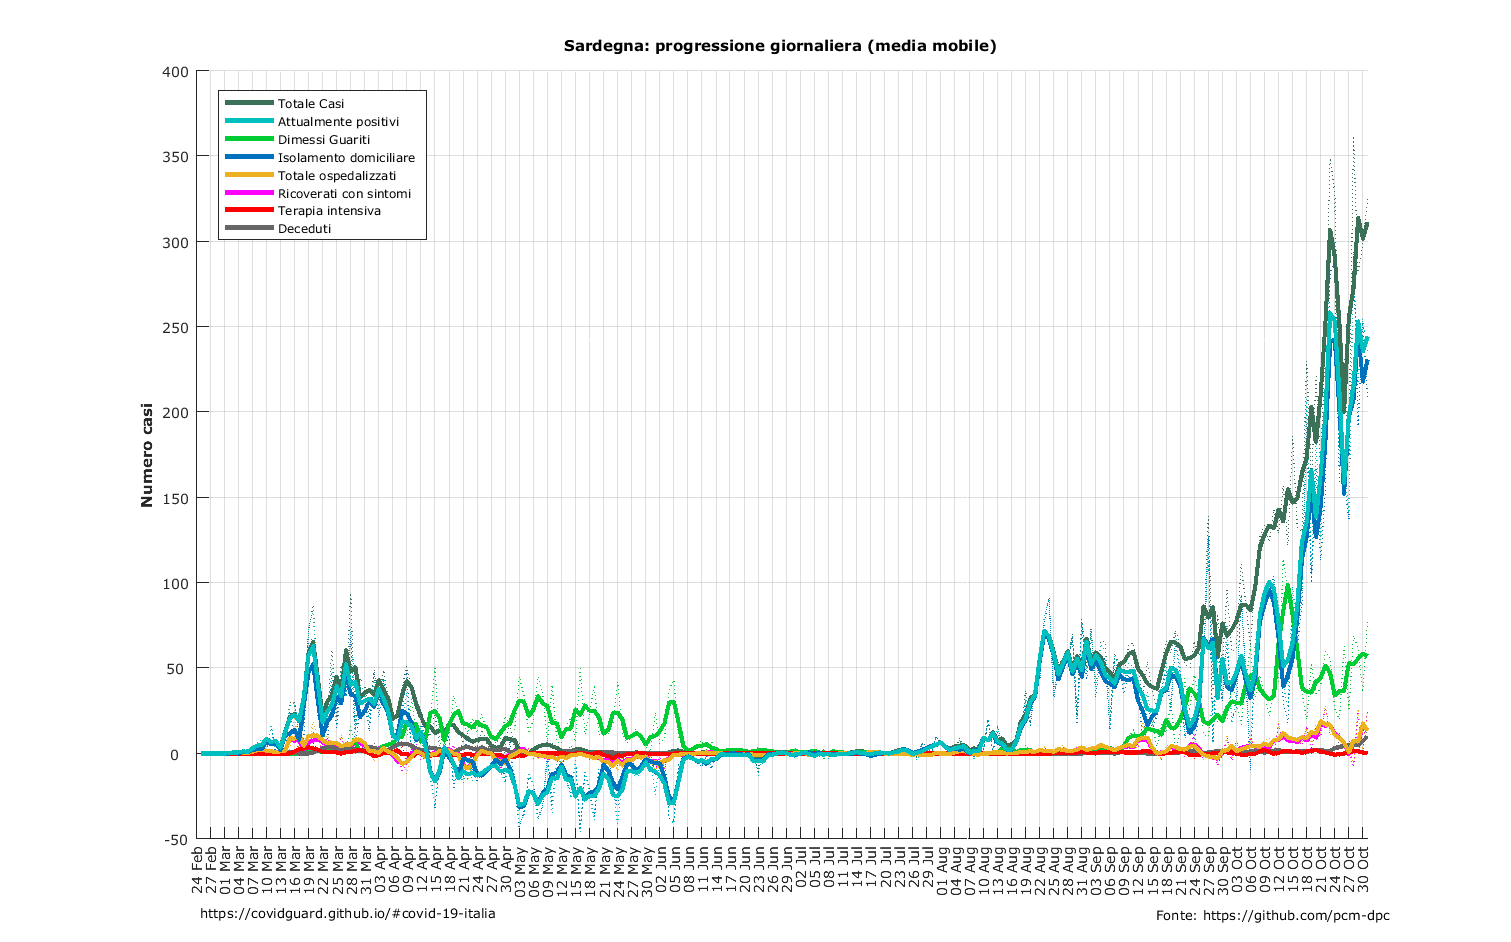 Sardegna: progressione giornaliera (media mobile)
Numero casi
400
350
300
250
200
150
100
50
0
-50
Totale Casi
Attualmente positivi
Dimessi Guariti
Isolamento domiciliare
Totale ospedalizzati
Ricoverati con sintomi
Terapia intensiva
Deceduti
24 Feb
27 Feb
01 Mar
04 Mar
07 Mar
10 Mar
13 Mar
16 Mar
19 Mar
22 Mar
25 Mar
28 Mar
31 Mar
03 Apr
06 Apr
09 Apr
12 Apr
15 Apr
18 Apr
21 Apr
24 Apr
27 Apr
30 Apr
03 May
06 May
09 May
12 May
15 May
18 May
21 May
24 May
27 May
30 May
02 Jun
05 Jun
08 Jun
11 Jun
14 Jun
17 Jun
20 Jun
23 Jun
26 Jun
29 Jun
02 Jul
05 Jul
08 Jul
11 Jul
14 Jul
17 Jul
20 Jul
23 Jul
26 Jul
29 Jul
01 Aug
04 Aug
07 Aug
10 Aug
13 Aug
16 Aug
19 Aug
22 Aug
25 Aug
28 Aug
31 Aug
03 Sep
06 Sep
09 Sep
12 Sep
15 Sep
18 Sep
21 Sep
24 Sep
27 Sep
30 Sep
03 Oct
06 Oct
09 Oct
12 Oct
15 Oct
18 Oct
21 Oct
24 Oct
27 Oct
30 Oct
https://covidguard.github.io/#covid-19-italia
Fonte: https://github.com/pcm-dpc